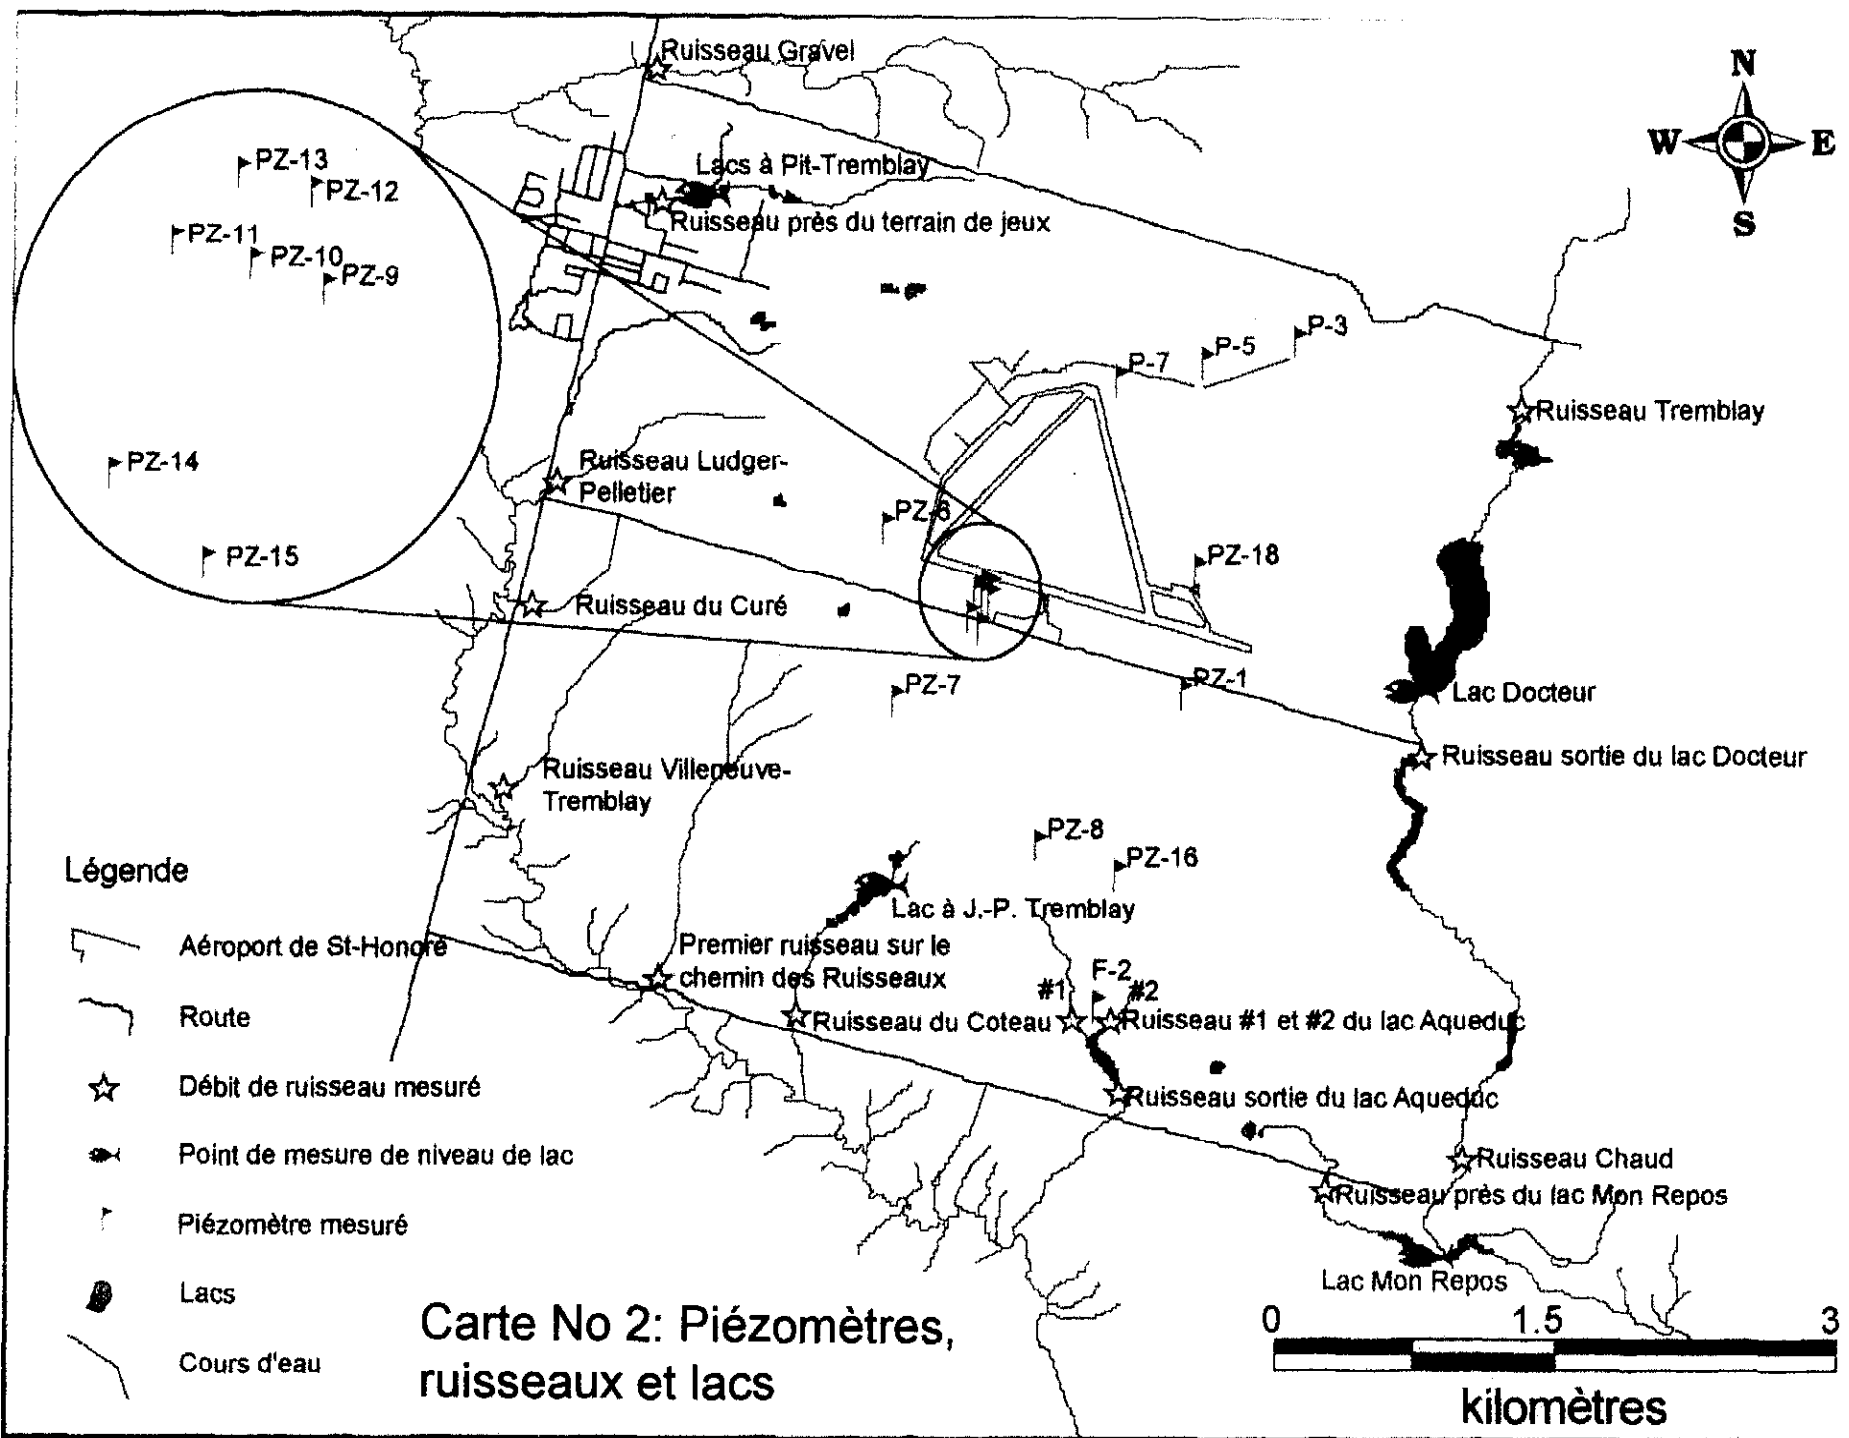 Ruisseau Gravel
N
W
E
S
Lacs à Pit-Tremblay
Ruisseau près du terrain de jeux
PZ-13
PZ-12
PZ-11
PZ-10
PZ-9
PZ-14
PZ-15
P-3
P-5
P-7
Ruisseau Tremblay
Ruisseau Ludger-
Pelletier
PZ-6
PZ-18
Ruisseau du Curé
PZ-7
PZ-1
Lac Docteur
Ruisseau sortie du lac Docteur
Ruisseau Villeneuve-
Tremblay
PZ-8
PZ-16
Lac à J.-P. Tremblay
Premier ruisseau sur le
chemin des Ruisseaux
#1
F-2
#2
Ruisseau du Coteau
Ruisseau #1 et #2 du lac Aqueduc
Ruisseau sortie du lac Aqueduc
Ruisseau Chaud
Ruisseau près du lac Mon Repos
Lac Mon Repos
Légende
Aéroport de St-Honoré
Route
Débit de ruisseau mesuré
Point de mesure de niveau de lac
Piézomètre mesuré
Lacs
Cours d'eau
Carte No 2: Piézomètres,
ruisseaux et lacs
0 1.5 3
kilomètres